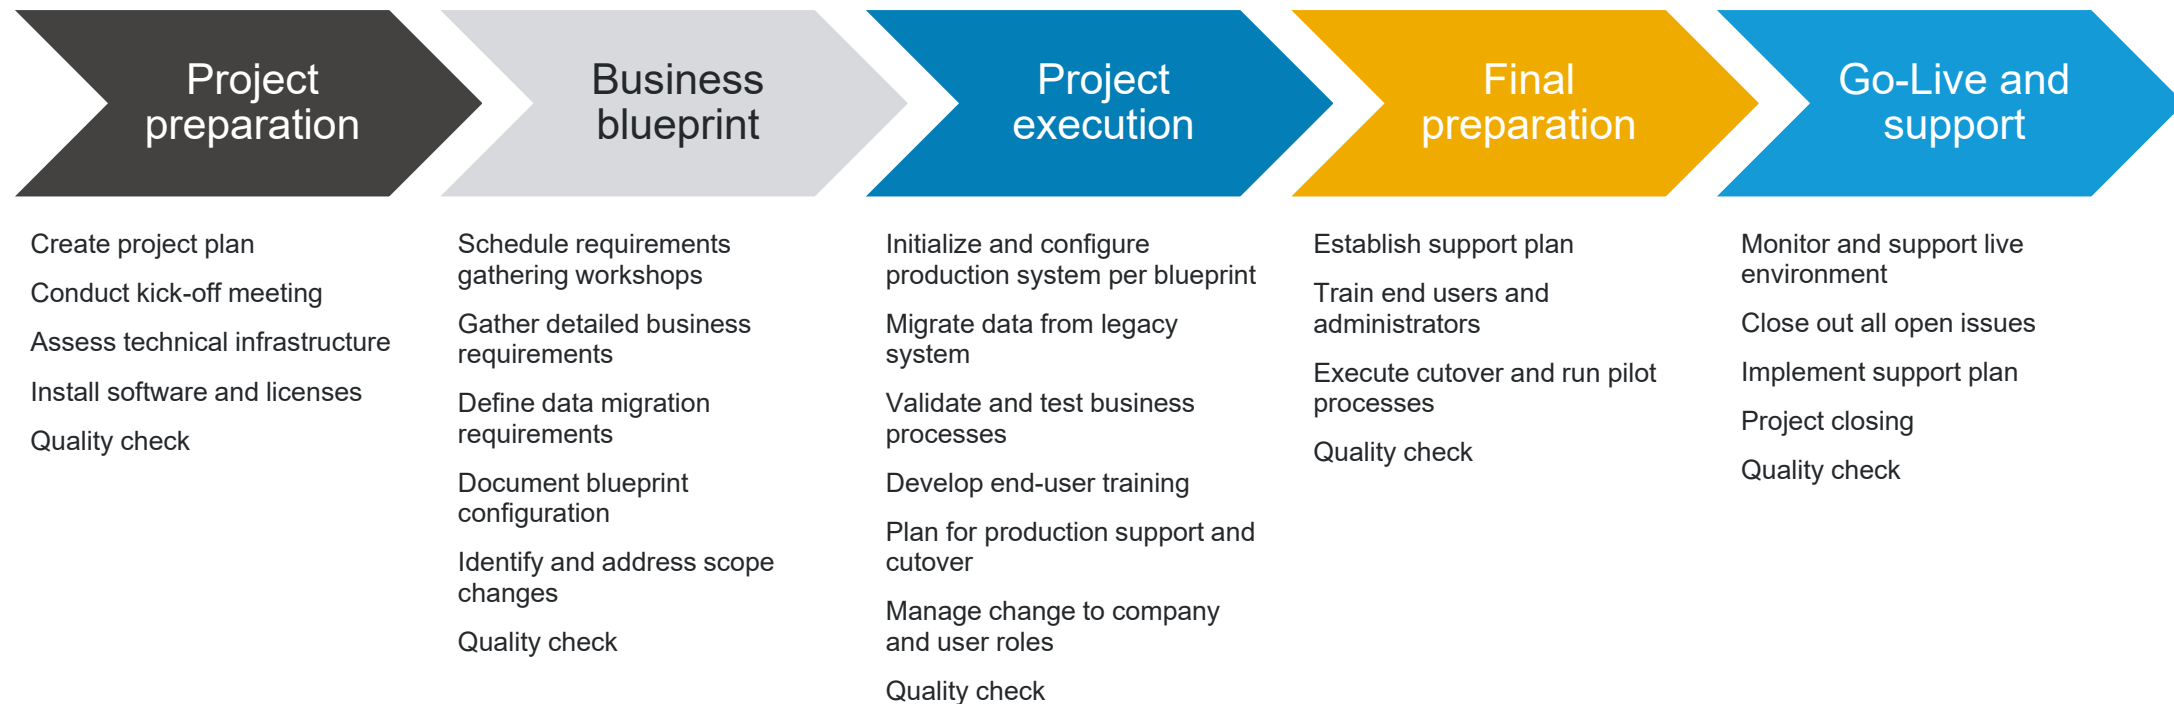 Project
preparation
Business
blueprint
Project
execution
Final
preparation
Go-Live and
support
Create project plan
Conduct kick-off meeting
Assess technical infrastructure
Install software and licenses
Quality check
Schedule requirements
gathering workshops
Gather detailed business
requirements
Define data migration
requirements
Document blueprint
configuration
Identify and address scope
changes
Quality check
Initialize and configure
production system per blueprint
Migrate data from legacy
system
Validate and test business
processes
Develop end-user training
Plan for production support and
cutover
Manage change to company
and user roles
Quality check
Establish support plan
Train end users and
administrators
Execute cutover and run pilot
processes
Quality check
Monitor and support live
environment
Close out all open issues
Implement support plan
Project closing
Quality check